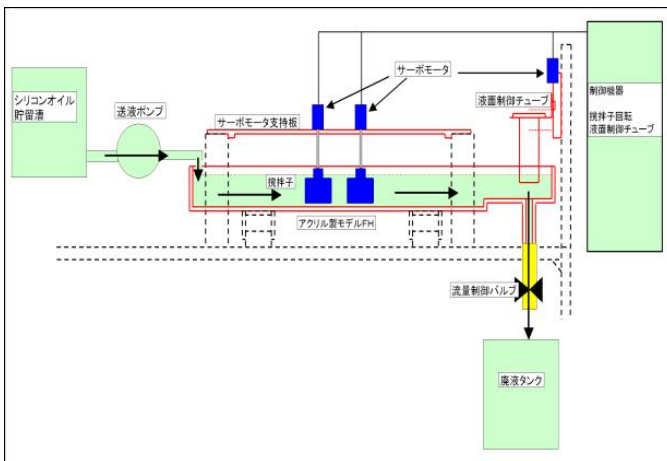 シリコンオイル
貯留漕
送液ポンプ
サーボモータ支持板
サーボモータ
液面制御チューブ
制御機器
撹拌子回転
液面制御チューブ
撹拌子
アクリル製モデルFH
流量制御バルブ
廃液タンク